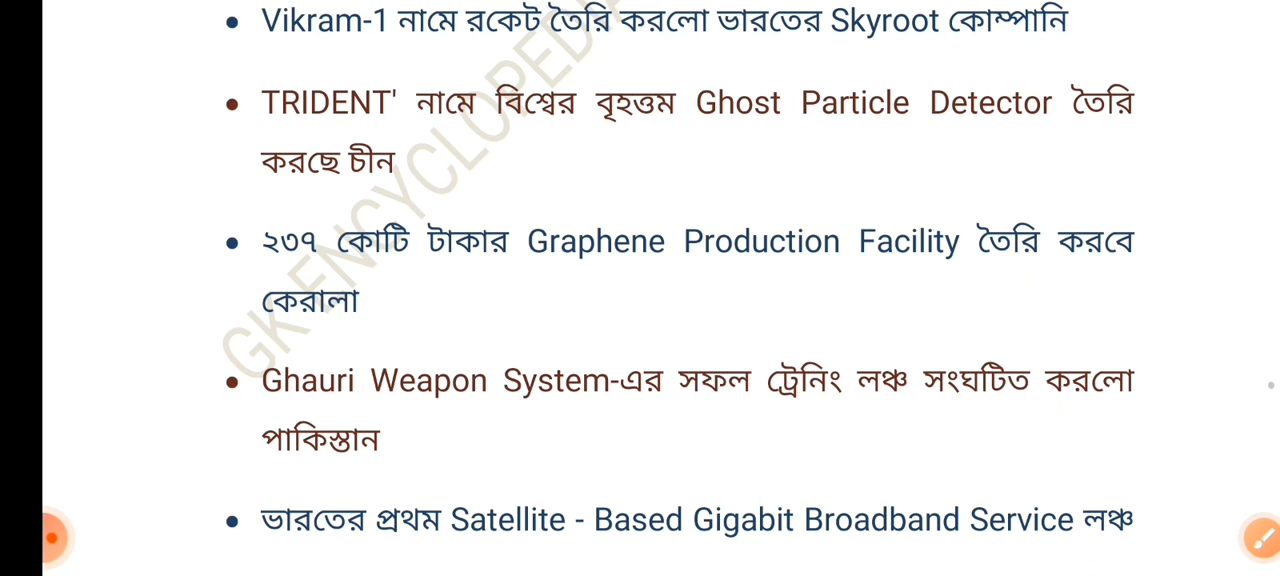 Vikram-1 নামে রকেট তৈরি করলো ভারতের Skyroot কোম্পানি
TRIDENT' নামে বিশ্বের বৃহত্তম Ghost Particle Detector তৈরি
করছে চীন
২৩৭ কোটি টাকার Graphene Production Facility তৈরি করবে
কেরালা
Ghauri Weapon System-এর সফল ট্রেনিং লঞ্চ সংঘটিত করলো
পাকিস্তান
ভারতের প্রথম Satellite - Based Gigabit Broadband Service লঞ্চ
GK ENCYCLOPEDIA